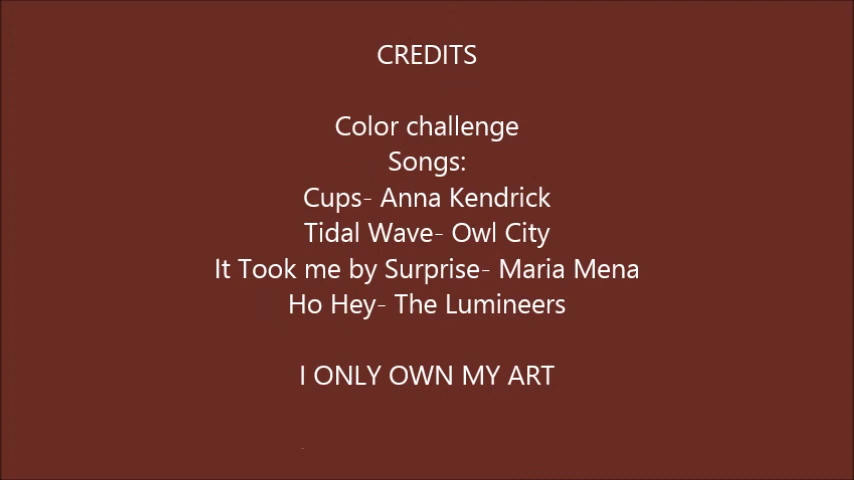 CREDITS
Color challenge
Songs:
Cups- Anna Kendrick
Tidal Wave- Owl City
It Took me by Surprise- Maria Mena
Ho Hey- The Lumineers
I ONLY OWN MY ART